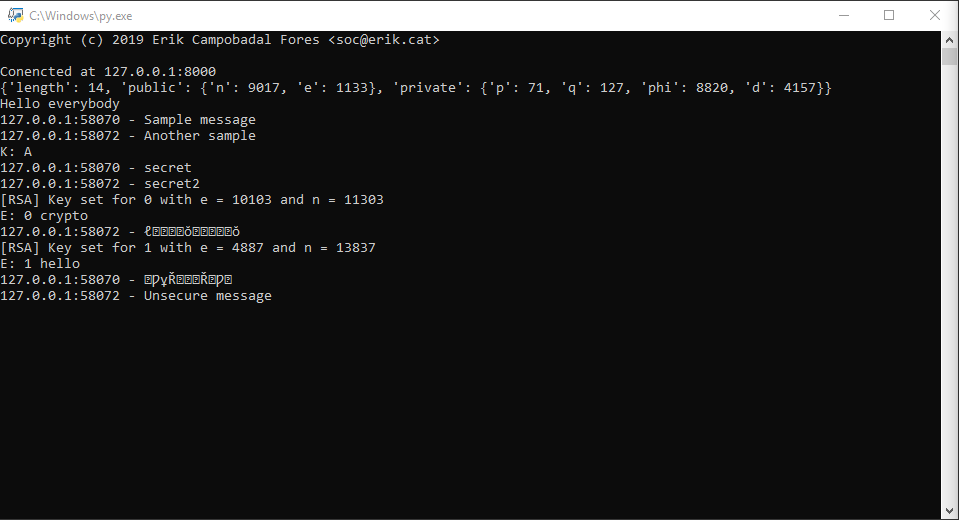 C:\Windows\py.exe
Copyright (c) 2019 Erik Campobadal Fores <soc@erik.cat>
Conencted at 127.0.0.1:8000
{'length': 14, 'public': {'n': 9017, 'e': 1133}, 'private': {'p': 71, 'q': 127, 'phi': 8820, 'd': 4157}}
Hello everybody
127.0.0.1:58070 - Sample message
127.0.0.1:58072 - Another sample
K: A
127.0.0.1:58070 - secret
127.0.0.1:58072 - secret2
[RSA] Key set for 0 with e = 10103 and n = 11303
E: 0 crypto
127.0.0.1:58072 -
[RSA] Key set for 1 with e = 4887 and n = 13837
E: 1 hello
127.0.0.1:58070 -
127.0.0.1:58072 - Unsecure message